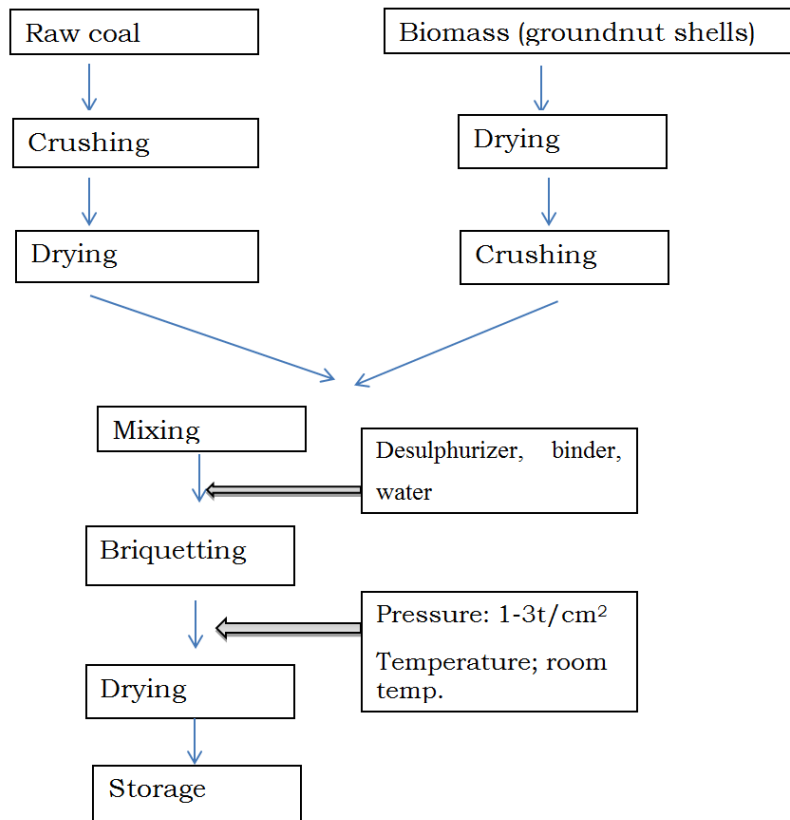 Raw coal
Biomass (groundnut shells)
Crushing
Drying
Drying
Crushing
Mixing
Desulphurizer, binder,
water
Briquetting
Pressure: 1-3t/cm²
Temperature; room
temp.
Drying
Storage